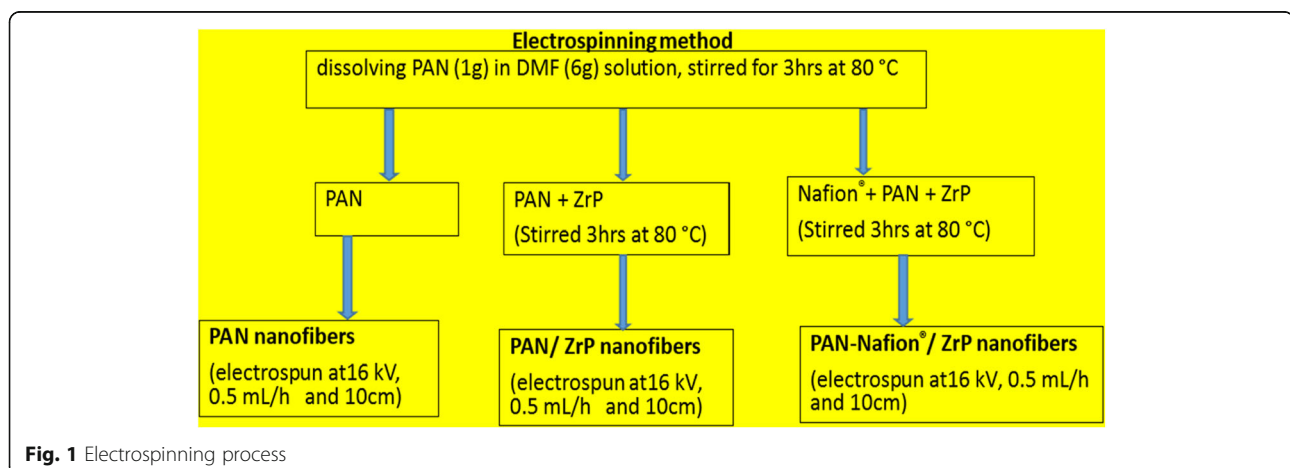 Electrospinning method
dissolving PAN (1g) in DMF (6g) solution, stirred for 3hrs at 80 °C
PAN
PAN + ZrP
(Stirred 3hrs at 80 °C)
Nafion®+ PAN + ZrP
(Stirred 3hrs at 80 °C)
PAN nanofibers
(electrospun at16 kV,
0.5 mL/h and 10cm)
PAN/ ZrP nanofibers
(electrospun at16 kV,
0.5 mL/h and 10cm)
PAN-Nafion®/ ZrP nanofibers
(electrospun at16 kV, 0.5 mL/h
and 10cm)
Fig. 1 Electrospinning process